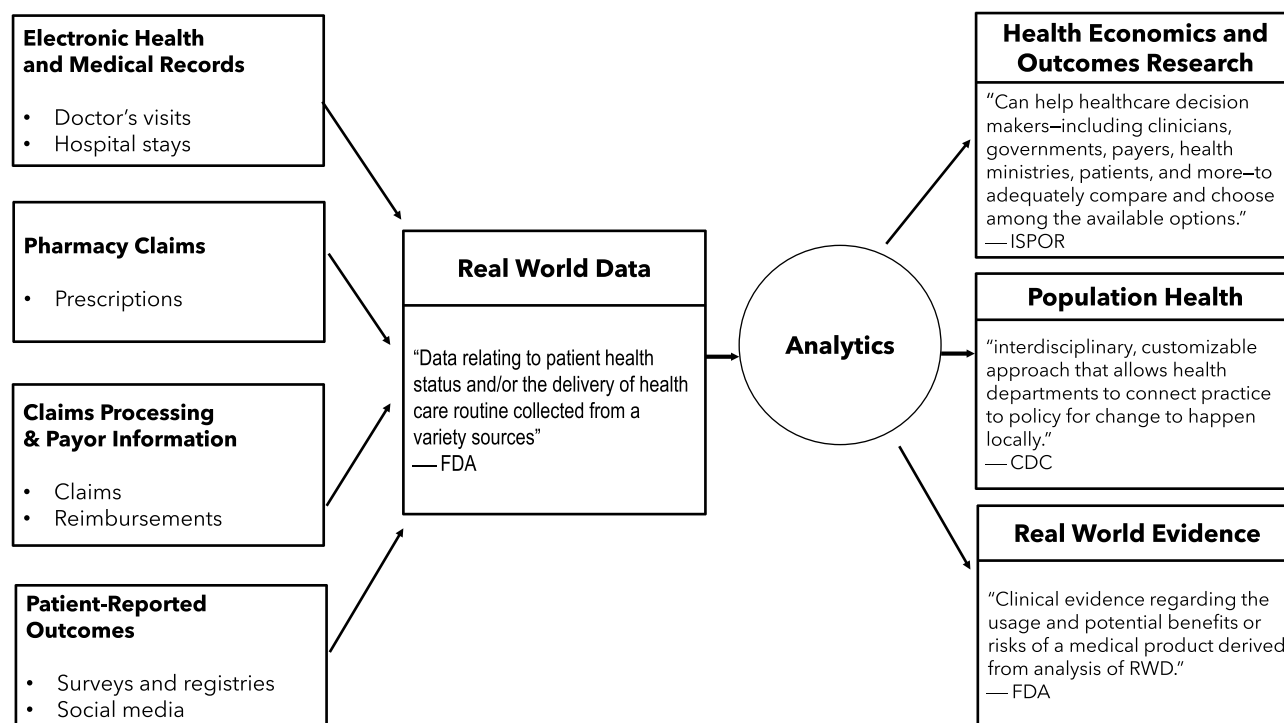 Electronic Health
and Medical Records
• Doctor’s visits
• Hospital stays
Pharmacy Claims
• Prescriptions
Claims Processing
& Payor Information
• Claims
• Reimbursements
Patient-Reported
Outcomes
• Surveys and registries
• Social media
Real World Data
“Data relating to patient health
status and/or the delivery of health
care routine collected from a
variety sources”
— FDA
Analytics
Health Economics and
Outcomes Research
“Can help healthcare decision
makers—including clinicians,
governments, payers, health
ministries, patients, and more—to
adequately compare and choose
among the available options.”
— ISPOR
Population Health
“interdisciplinary, customizable
approach that allows health
departments to connect practice
to policy for change to happen
locally.”
— CDC
Real World Evidence
“Clinical evidence regarding the
usage and potential benefits or
risks of a medical product derived
from analysis of RWD.”
— FDA